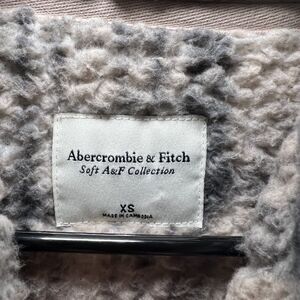 Abercrombie & Fitch
Soft A&F Collection
XS
MADE IN CAMBODIA